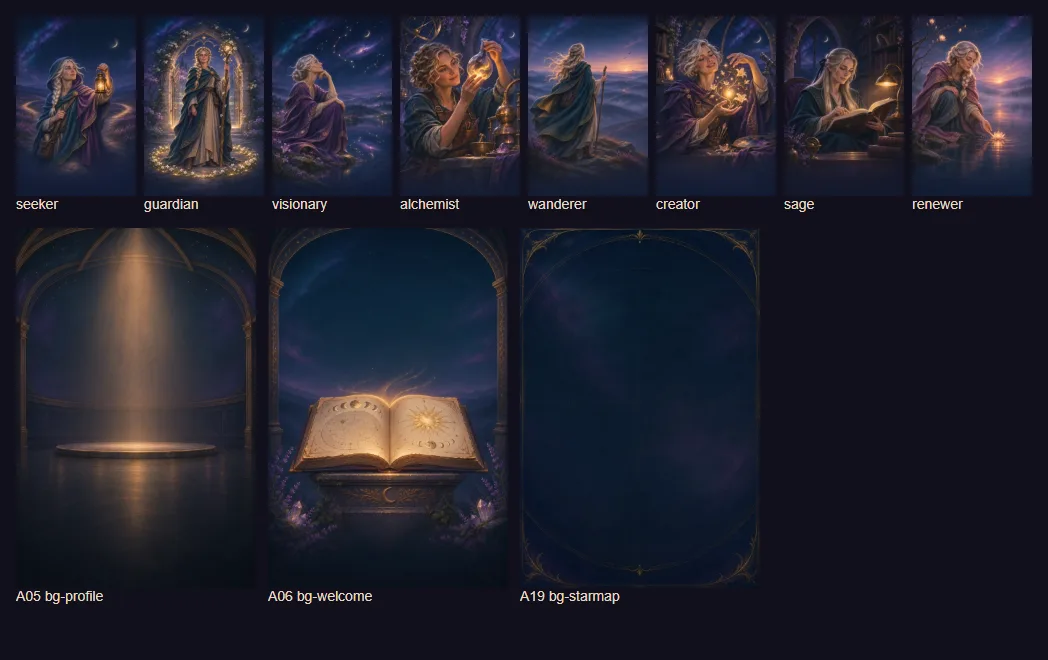 seeker
guardian
visionary
alchemist
wanderer
creator
sage
renewer
A05 bg-profile
A06 bg-welcome
A19 bg-starmap